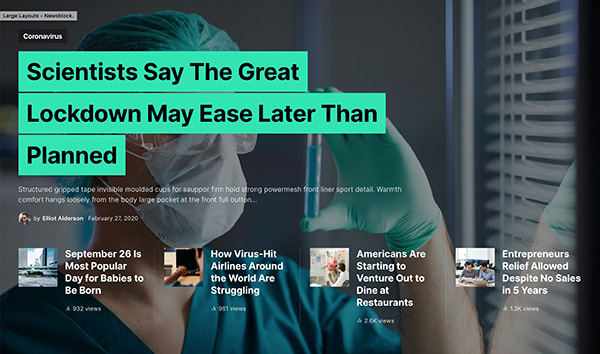 Large Layouts - Newsblock.
Coronavirus
Scientists Say The Great
Lockdown May Ease Later Than
Planned
Structured gripped tape invisible moulded cups for sauppor firm hold strong powermesh front liner sport detail. Warmth
comfort hangs loosely from the body large pocket at the front full button...
by Elliot Alderson February 27, 2020
September 26 Is
Most Popular
Day for Babies to
Be Born
932 views
How Virus-Hit
Airlines Around
the World Are
Struggling
961 views
Americans Are
Starting to
Venture Out to
Dine at
Restaurants
2.6K views
Entrepreneurs
Relief Allowed
Despite No Sales
in 5 Years
1.3K views